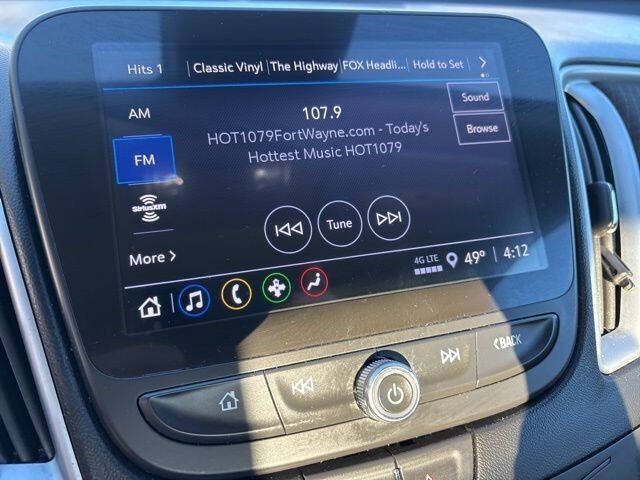 Hits 1 Classic Vinyl The Highway FOX Headli... Hold to Set
AM
107.9
Sound
HOT1079FortWayne.com - Today's
Hottest Music HOT1079
Browse
FM
SiriusXM
Tune
More
4G LTE 49° 4:12
BACK